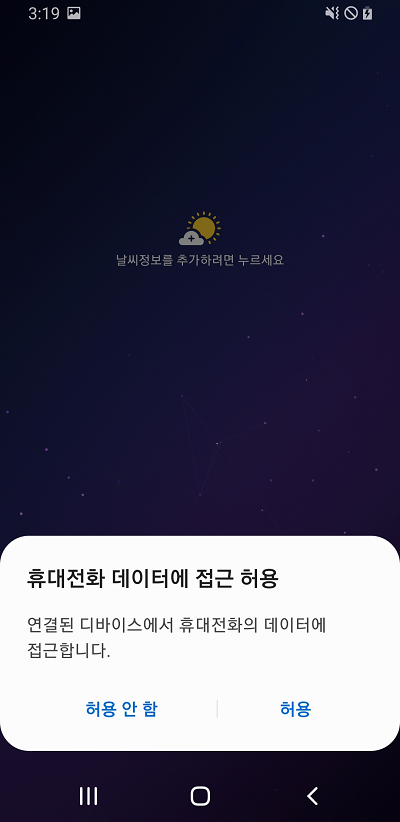 3:19
날씨정보를 추가하려면 누르세요
휴대전화 데이터에 접근 허용
연결된 디바이스에서 휴대전화의 데이터에
접근합니다.
허용 안 함
허용